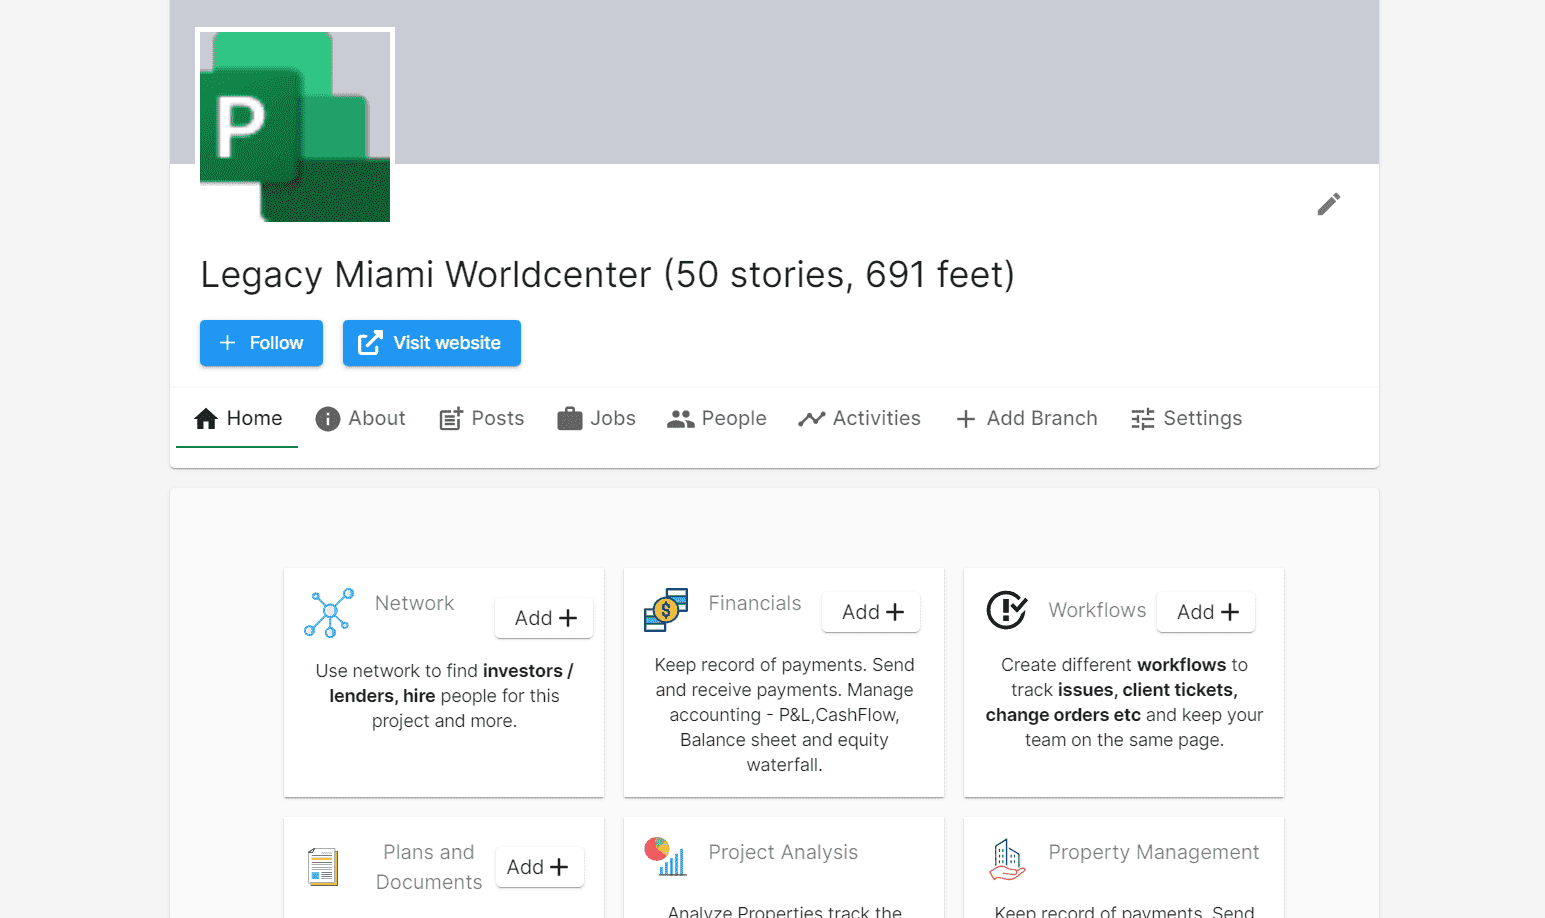 P
Legacy Miami Worldcenter (50 stories, 691 feet)
Follow
Visit website
Home
About
Posts
Jobs
People
Activities
Add Branch
Settings
Network
Add
Use network to find investors /
lenders, hire people for this
project and more.
Financials
Add
Keep record of payments. Send
and receive payments. Manage
accounting - P&L,CashFlow,
Balance sheet and equity
waterfall.
Workflows
Add
Create different workflows to
track issues, client tickets,
change orders etc and keep your
team on the same page.
Plans and
Documents
Add
Project Analysis
Analyze Properties track the
Property Management
Keep record of payments. Send